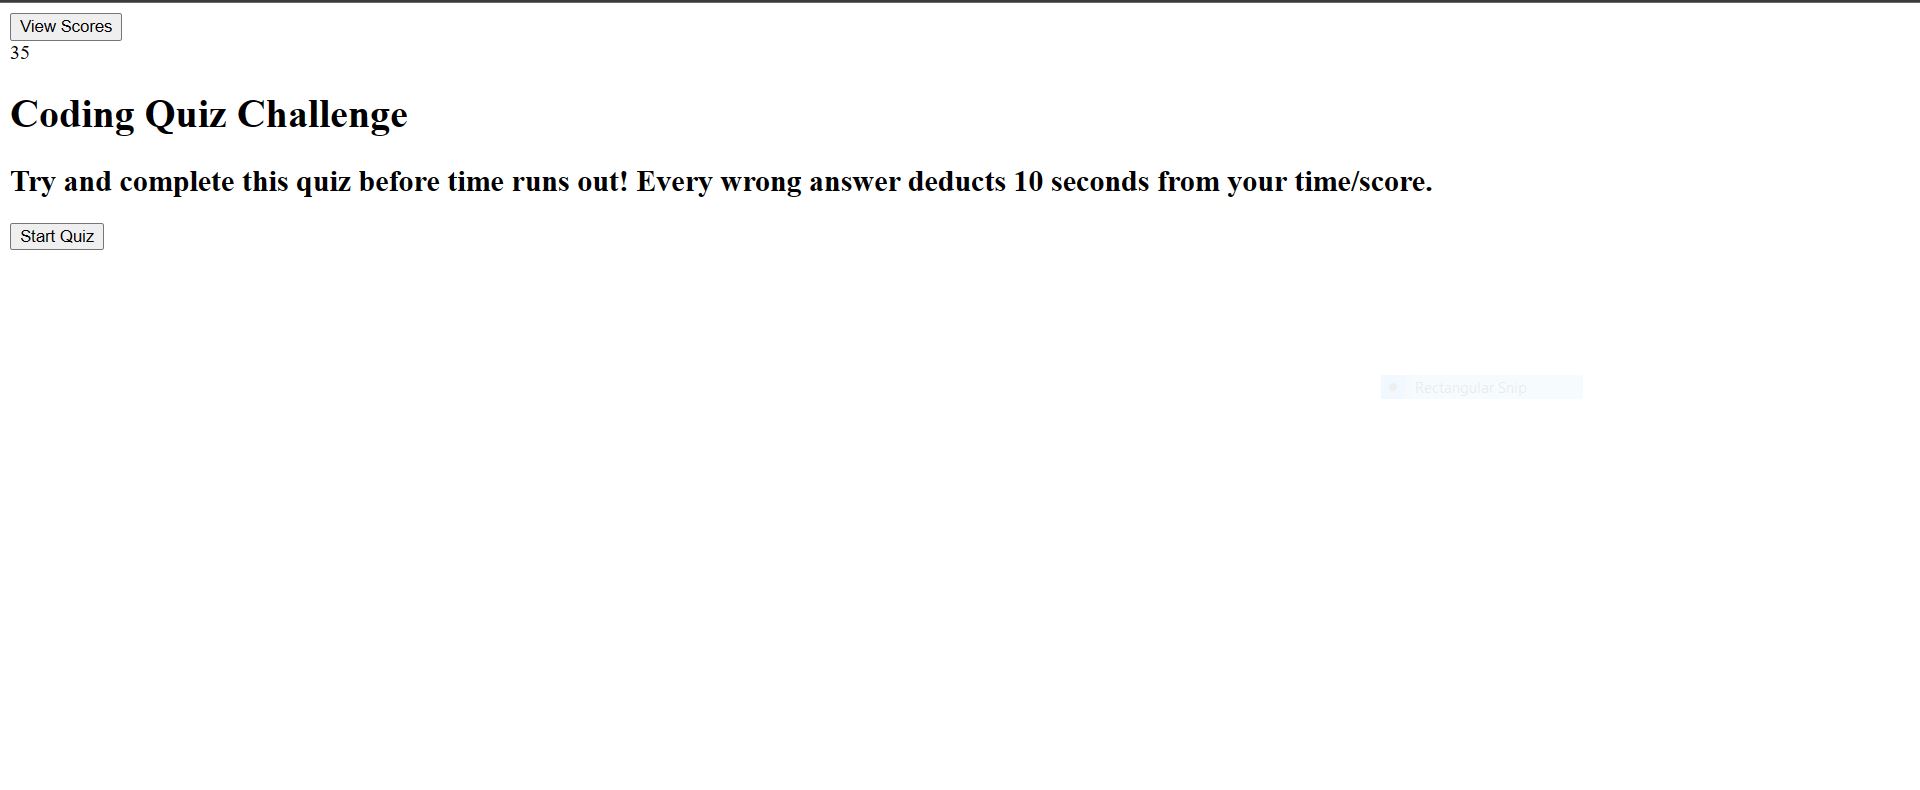 View Scores
35
Coding Quiz Challenge
Try and complete this quiz before time runs out! Every wrong answer deducts 10 seconds from your time/score.
Start Quiz
Rectangular Snip